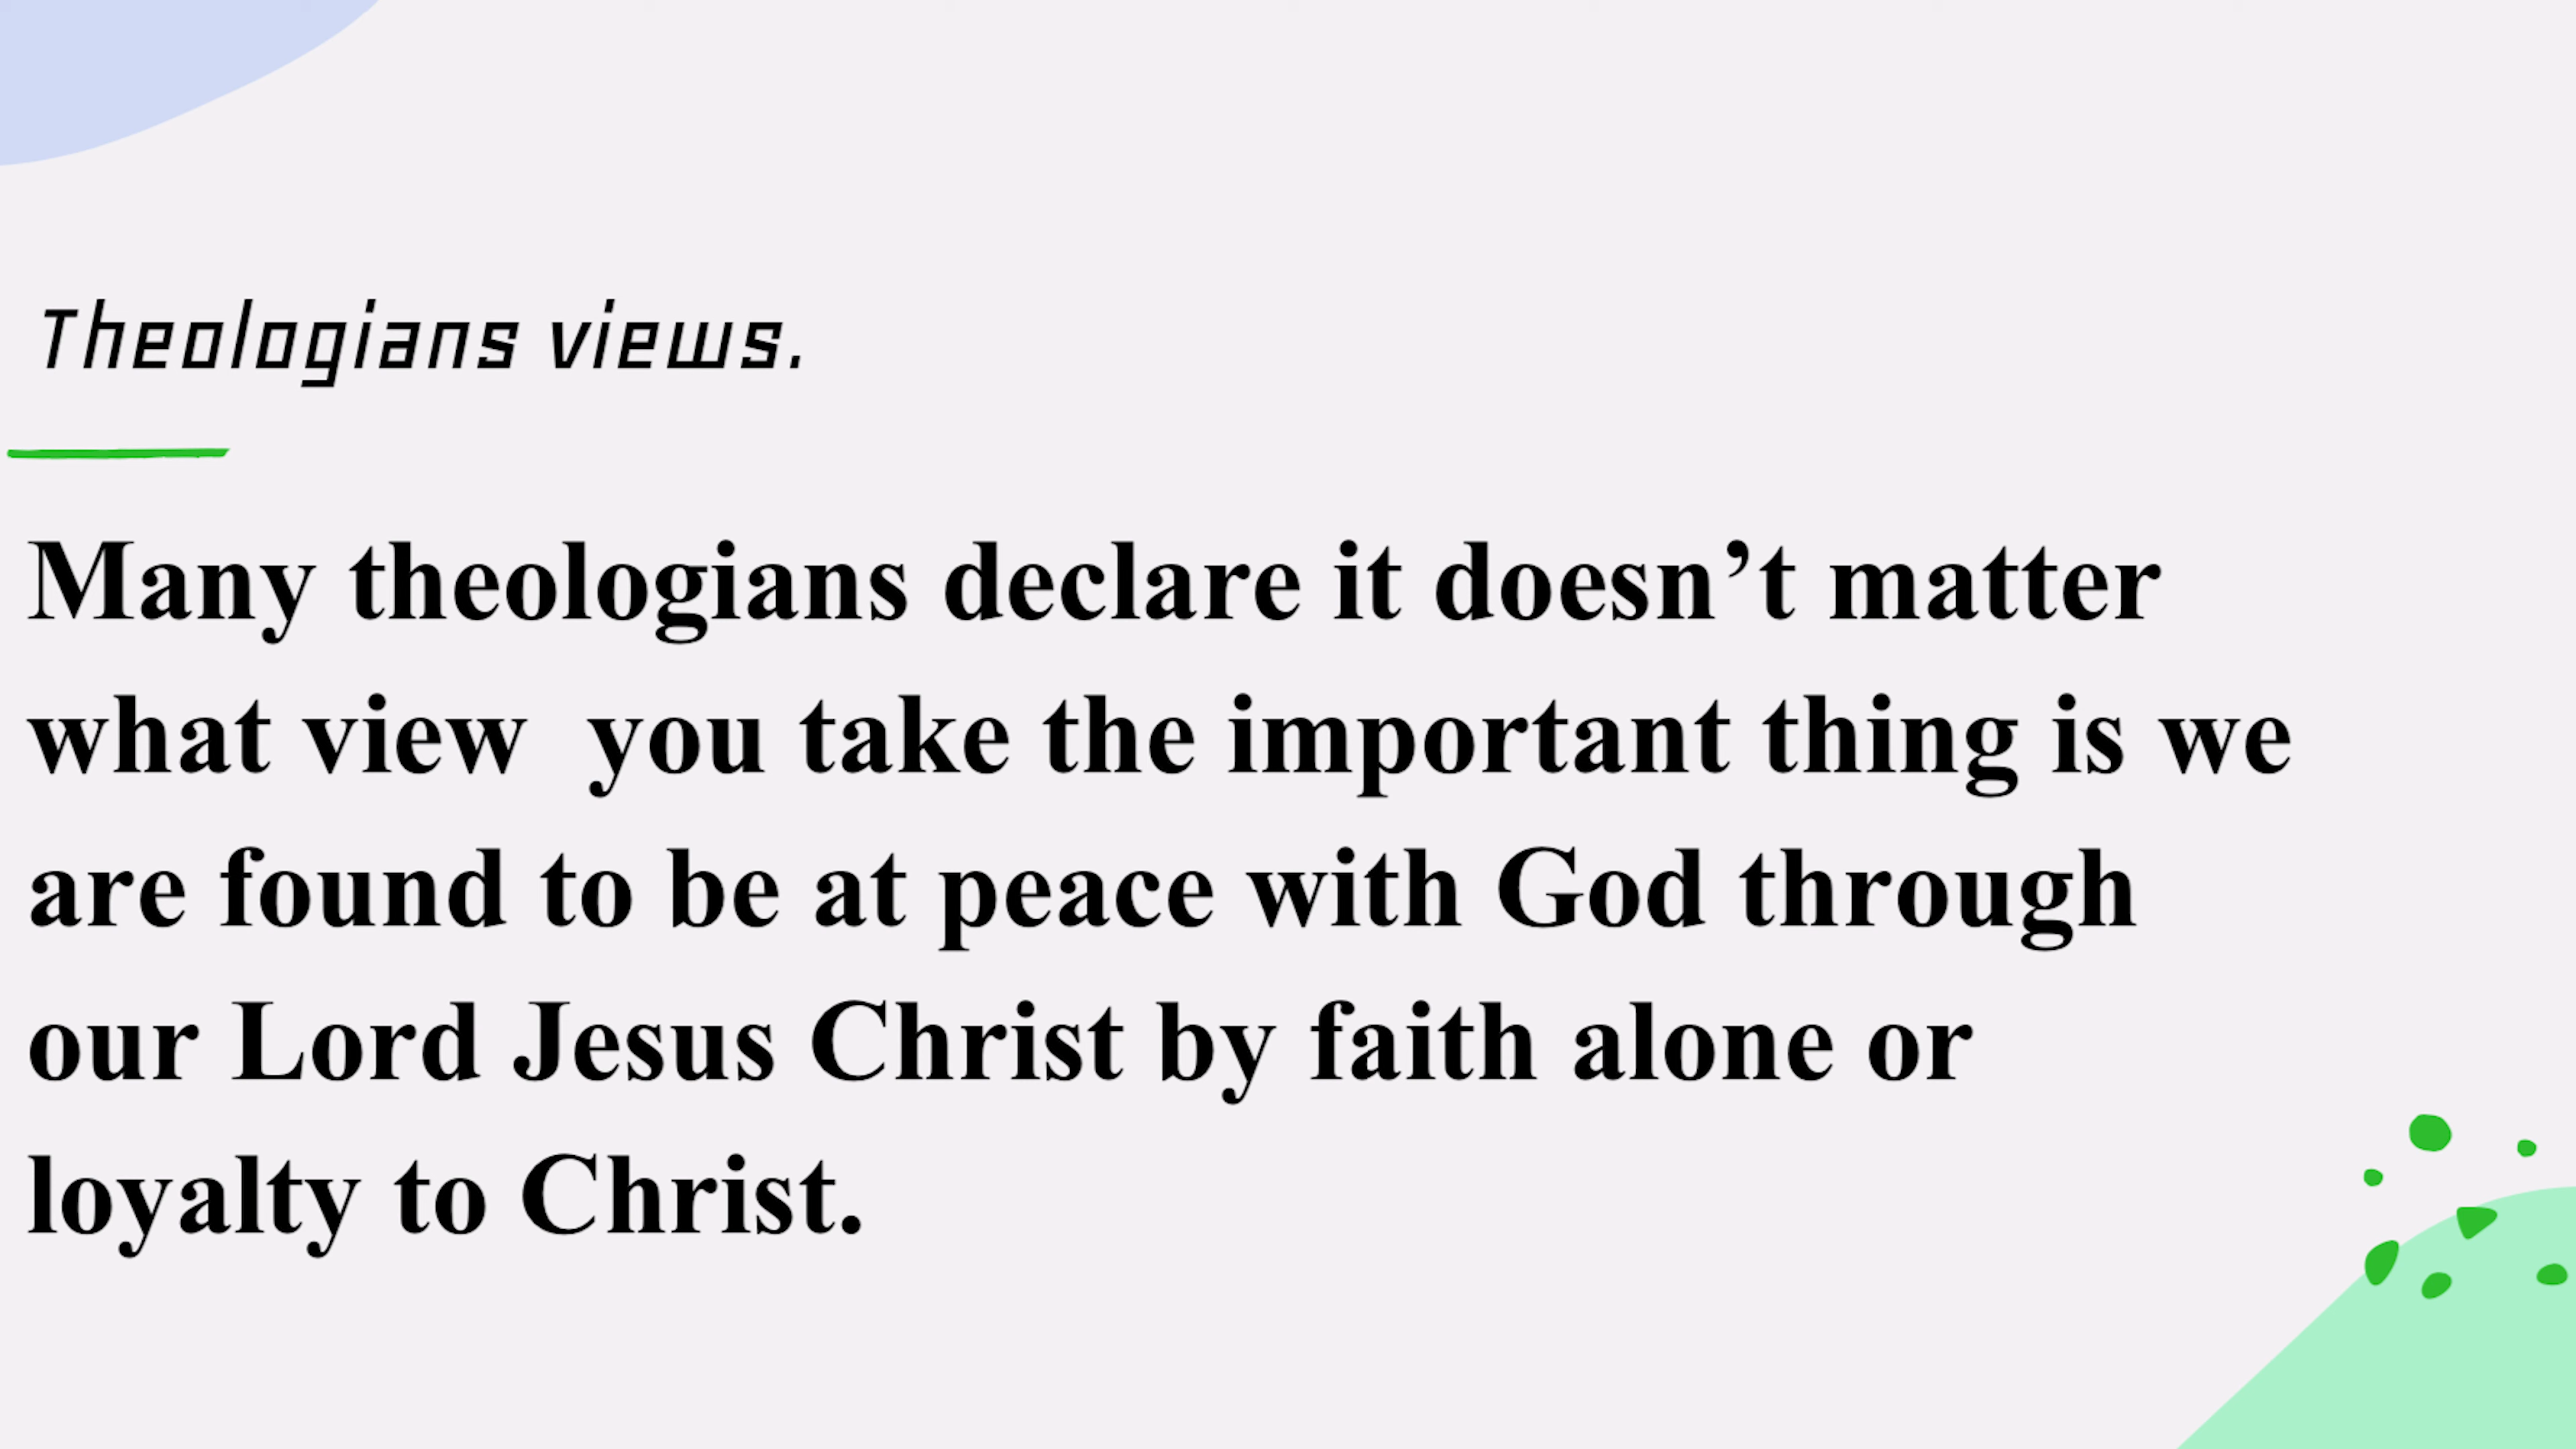 Theologians views.
Many theologians declare it doesn’t matter
what view  you take the important thing is we
are found to be at peace with God through
our Lord Jesus Christ by faith alone or
loyalty to Christ.